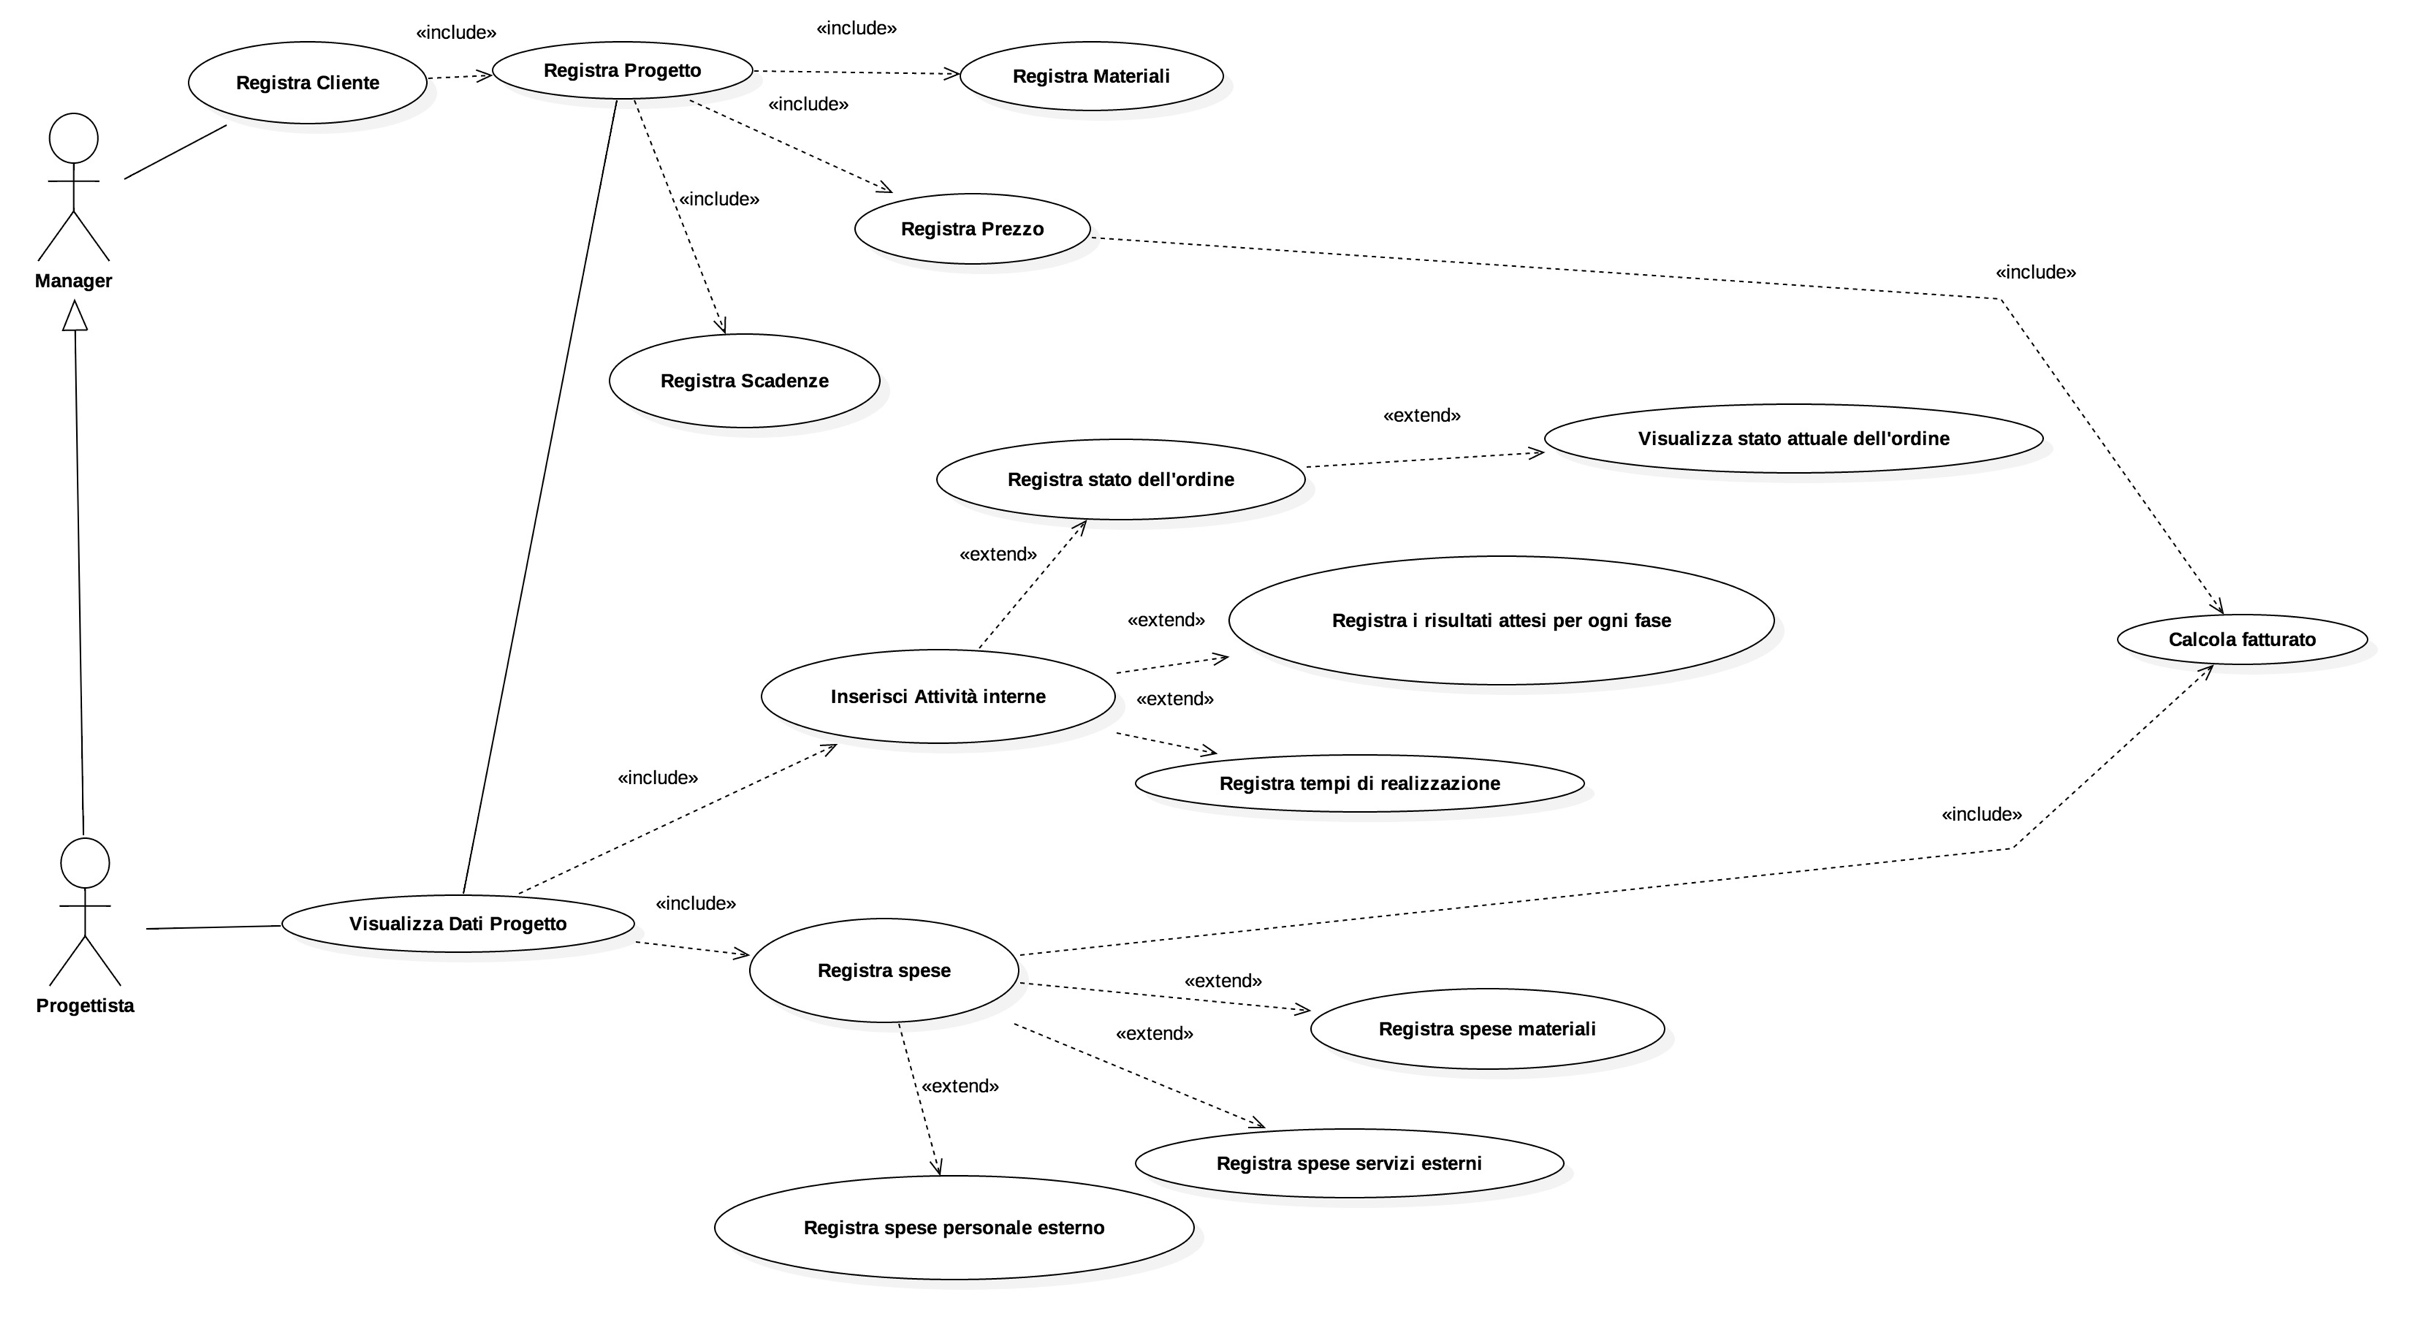 «include»
«include»
Registra Cliente
Registra Progetto
Registra Materiali
«include»
«include»
Registra Prezzo
Manager
«include»
Registra Scadenze
«extend»
Visualizza stato attuale dell'ordine
Registra stato dell'ordine
«extend»
«extend»
Registra i risultati attesi per ogni fase
Calcola fatturato
Inserisci Attività interne
«extend»
«include»
Registra tempi di realizzazione
«include»
«include»
Visualizza Dati Progetto
Registra spese
«extend»
Progettista
Registra spese materiali
«extend»
«extend»
Registra spese servizi esterni
Registra spese personale esterno